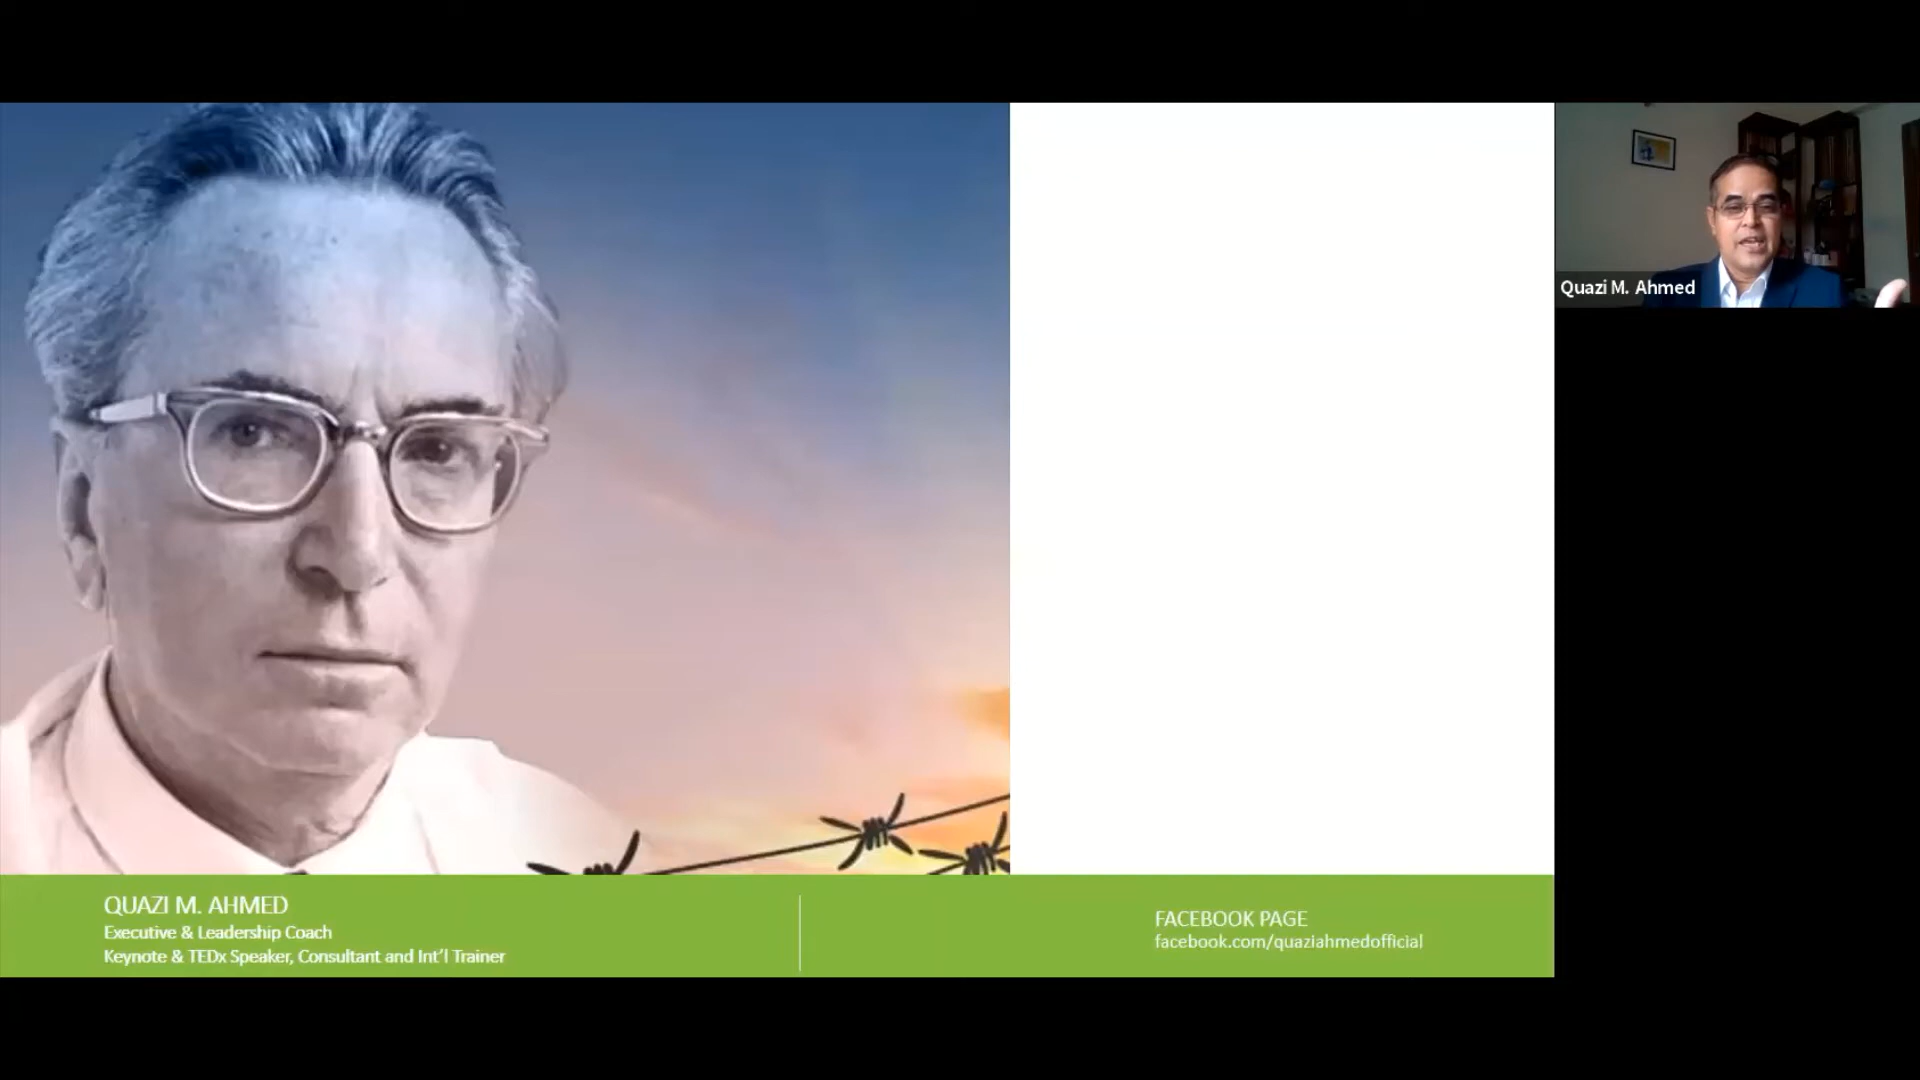 Quazi M. Ahmed
QUAZI M. AHMED
Executive & Leadership Coach
Keynote & TEDx Speaker, Consultant and Int'l Trainer
FACEBOOK PAGE
facebook.com/quaziahmedofficial